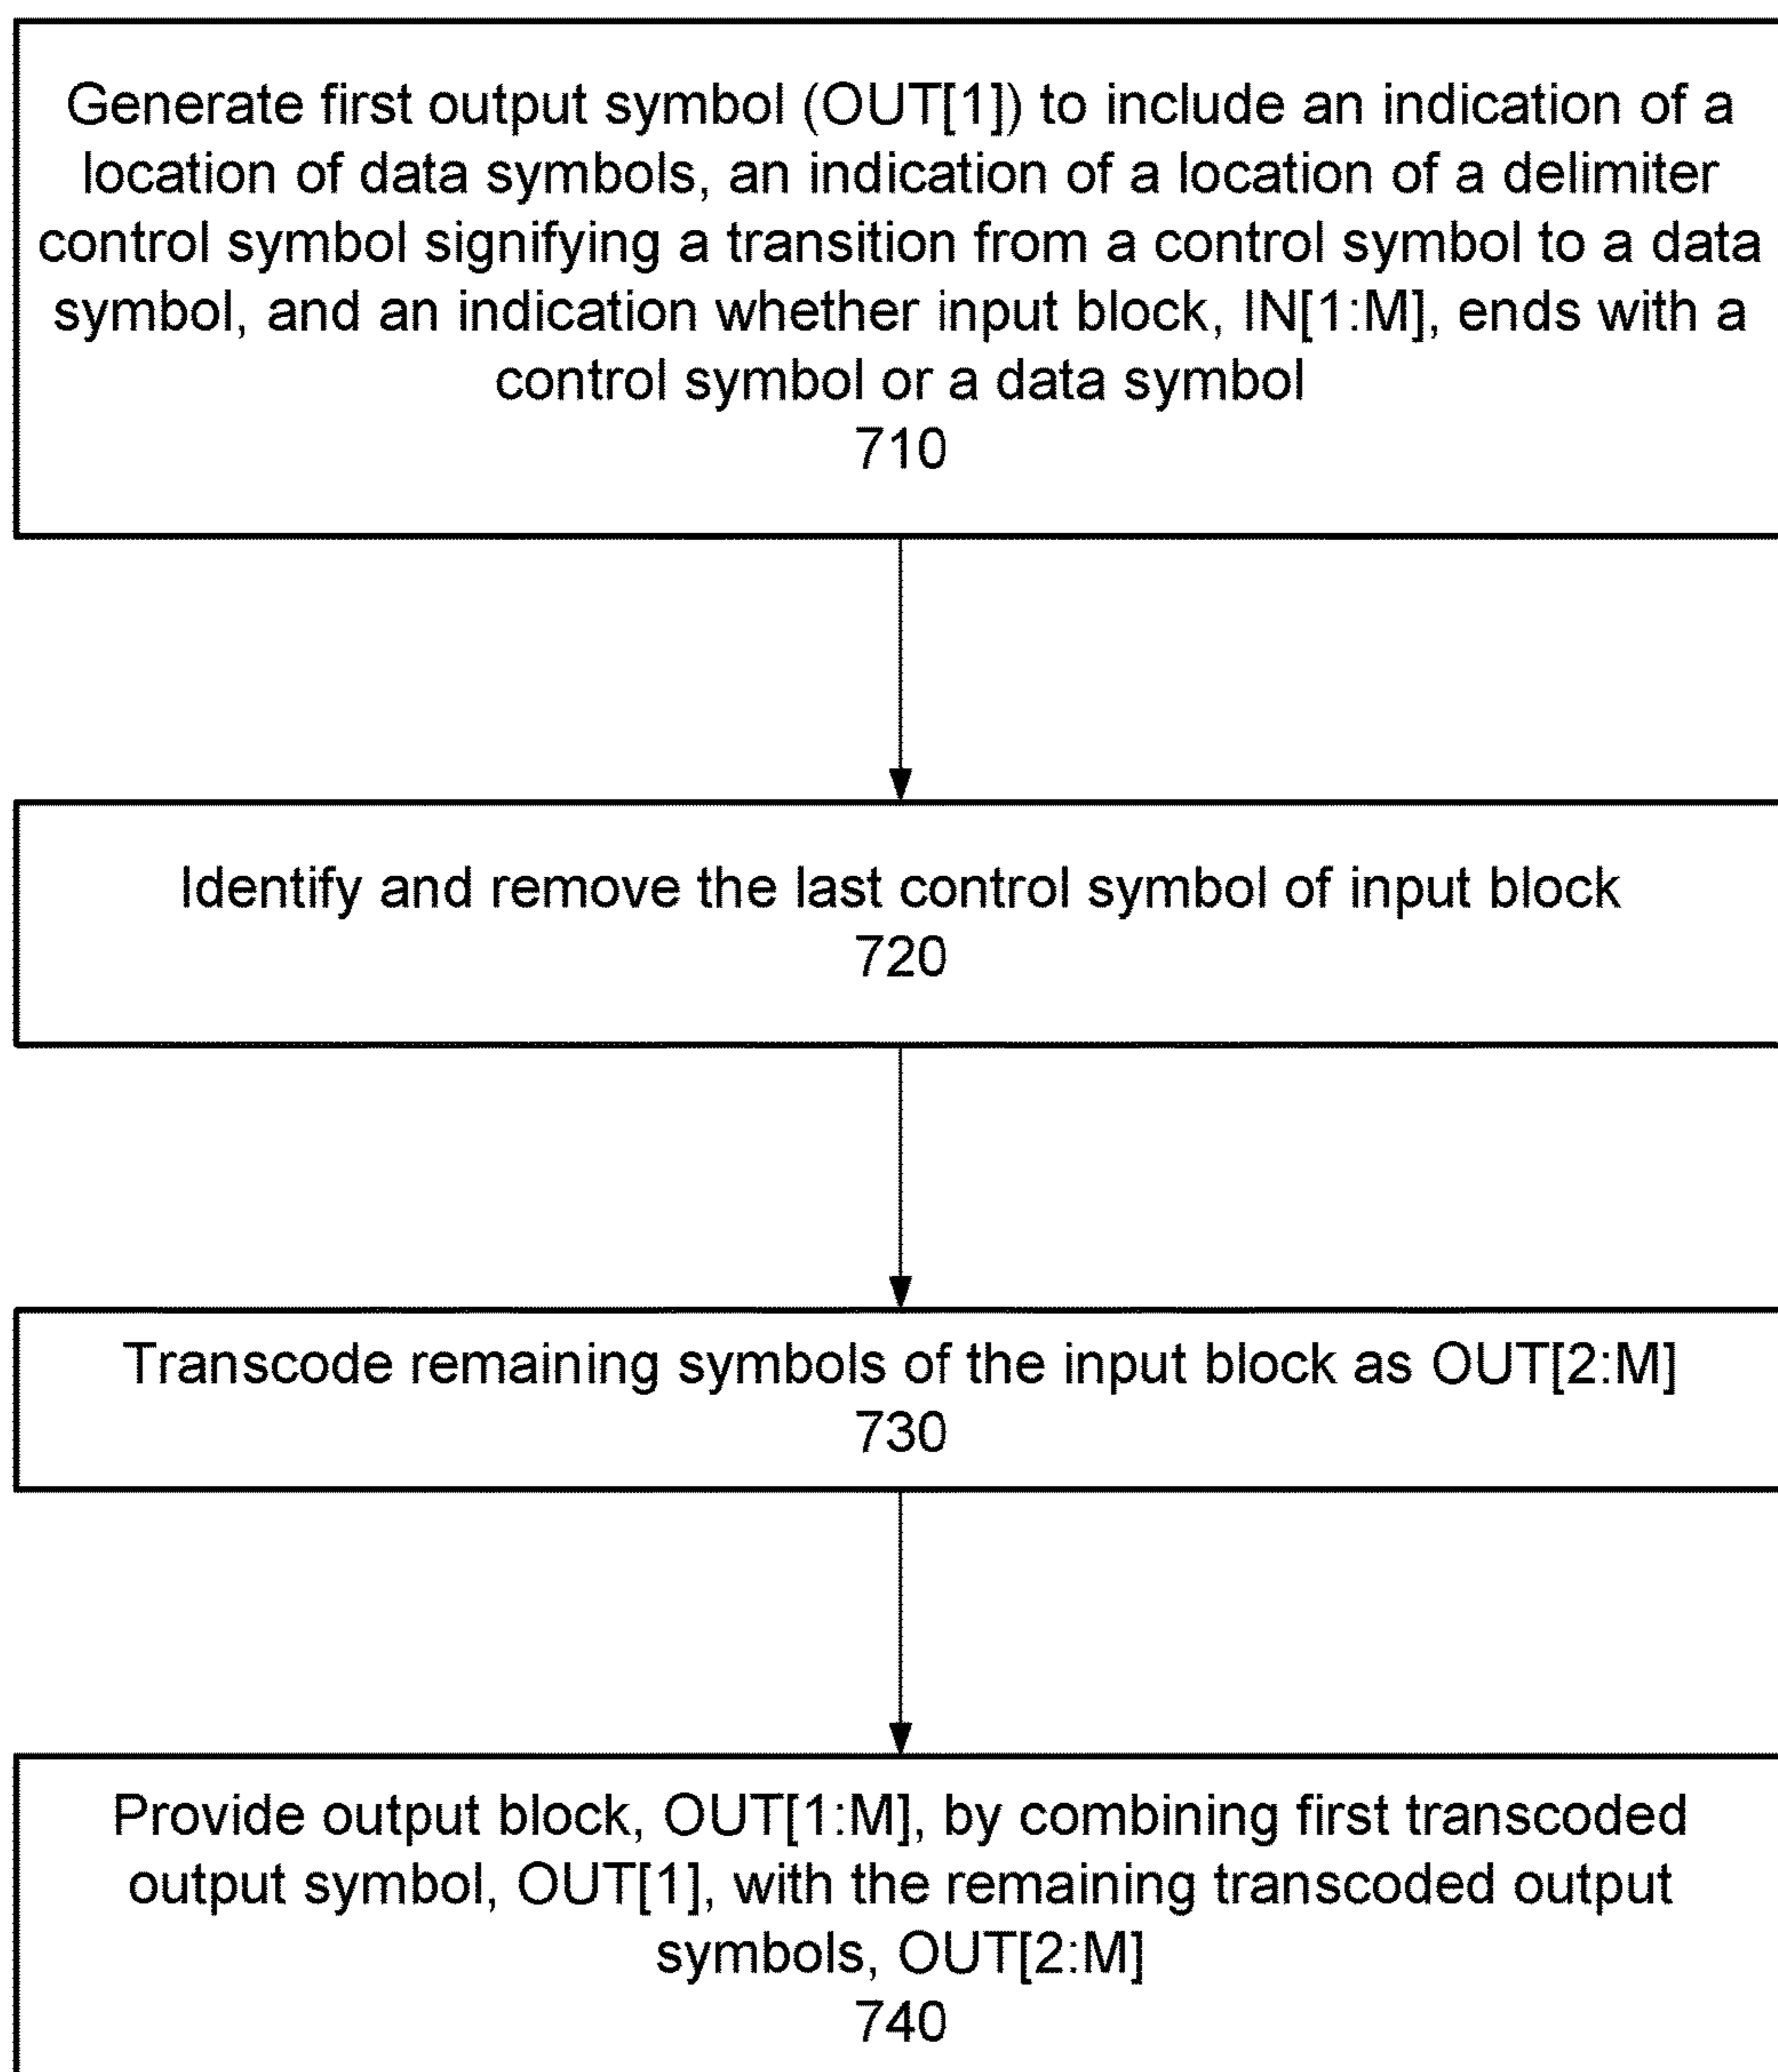 Generate first output symbol (OUT[1]) to include an indication of a
location of data symbols, an indication of a location of a delimiter
control symbol signifying a transition from a control symbol to a data
symbol, and an indication whether input block, IN[1:M], ends with a
control symbol or a data symbol
710
Identify and remove the last control symbol of input block
720
Transcode remaining symbols of the input block as OUT[2:M]
730
Provide output block, OUT[1:M], by combining first transcoded
output symbol, OUT[1], with the remaining transcoded output
symbols, OUT[2:M]
740